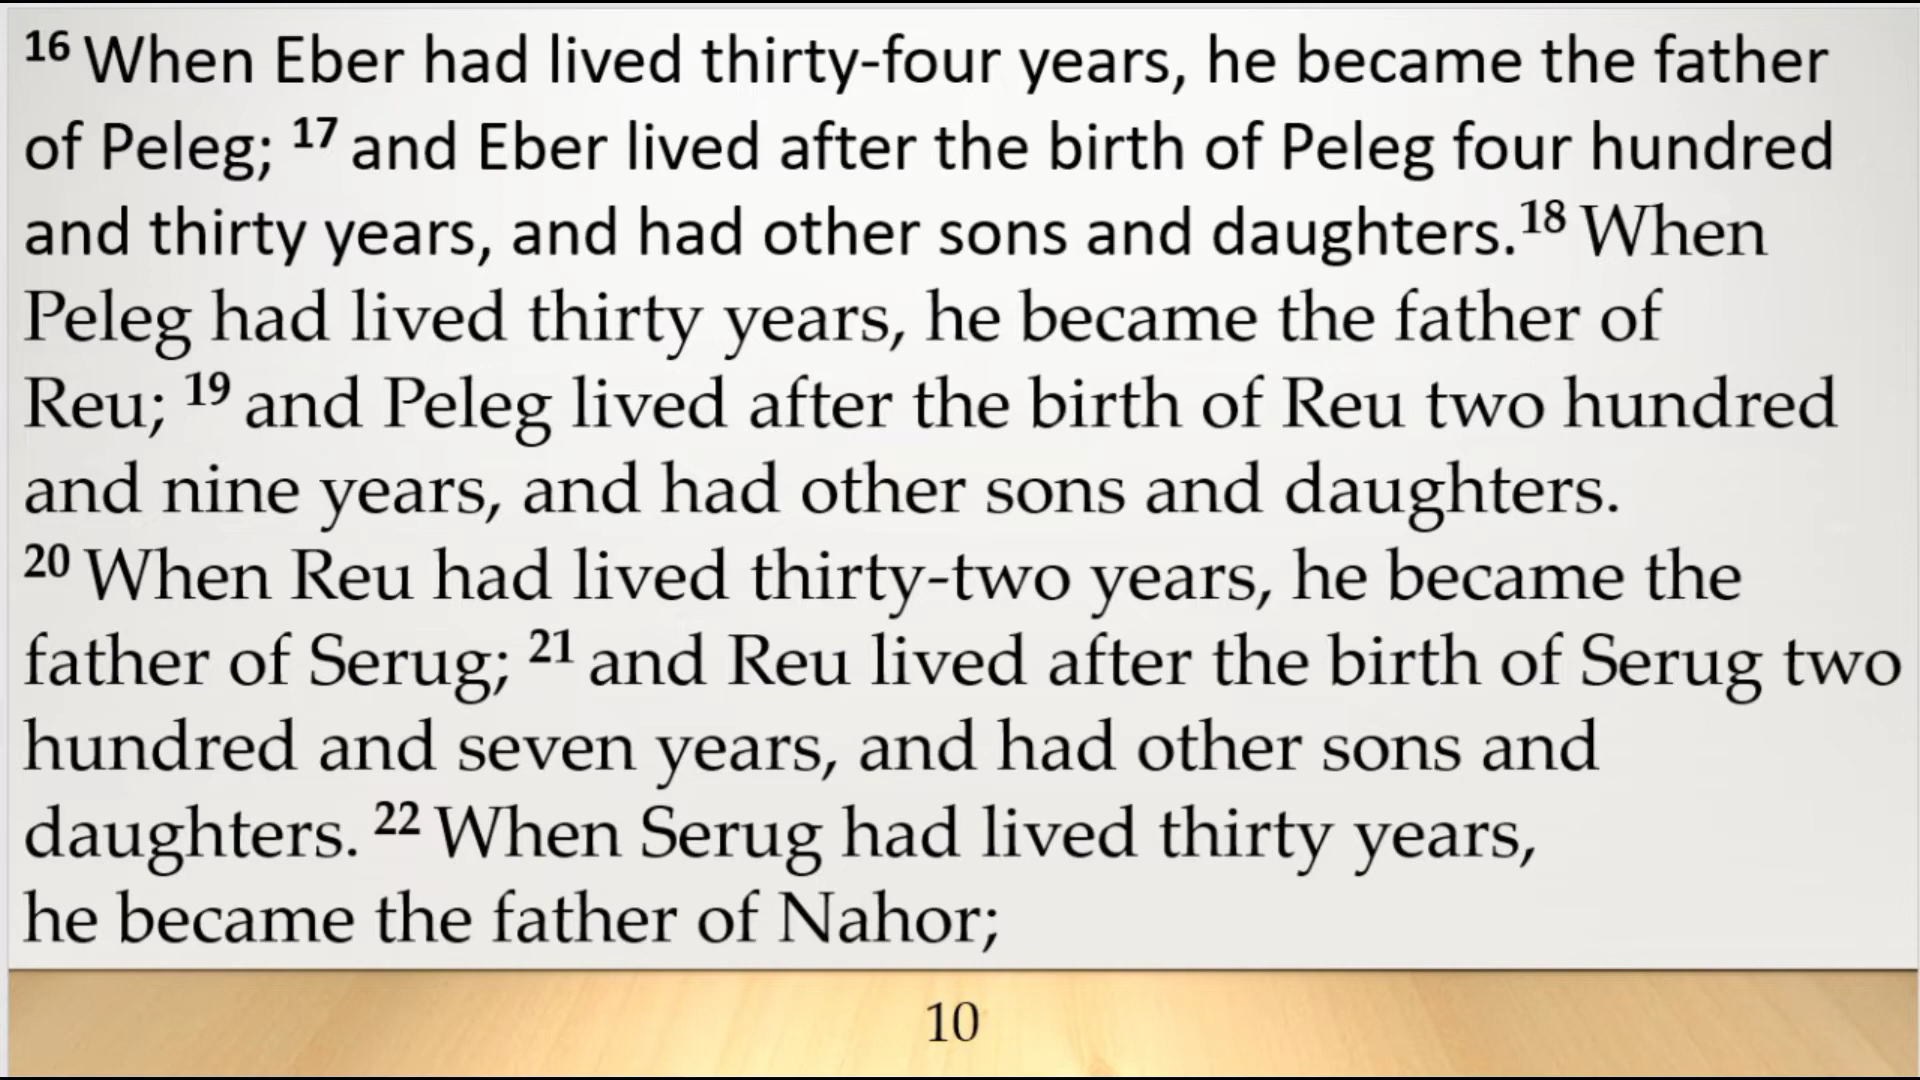 16 When Eber had lived thirty-four years, he became the father
of Peleg; 17 and Eber lived after the birth of Peleg four hundred
and thirty years, and had other sons and daughters.18 When
Peleg had lived thirty years, he became the father of
Reu; 19 and Peleg lived after the birth of Reu two hundred
and nine years, and had other sons and daughters.
20 When Reu had lived thirty-two years, he became the
father of Serug; 21 and Reu lived after the birth of Serug two
hundred and seven years, and had other sons and
daughters. 22 When Serug had lived thirty years,
he became the father of Nahor;
10